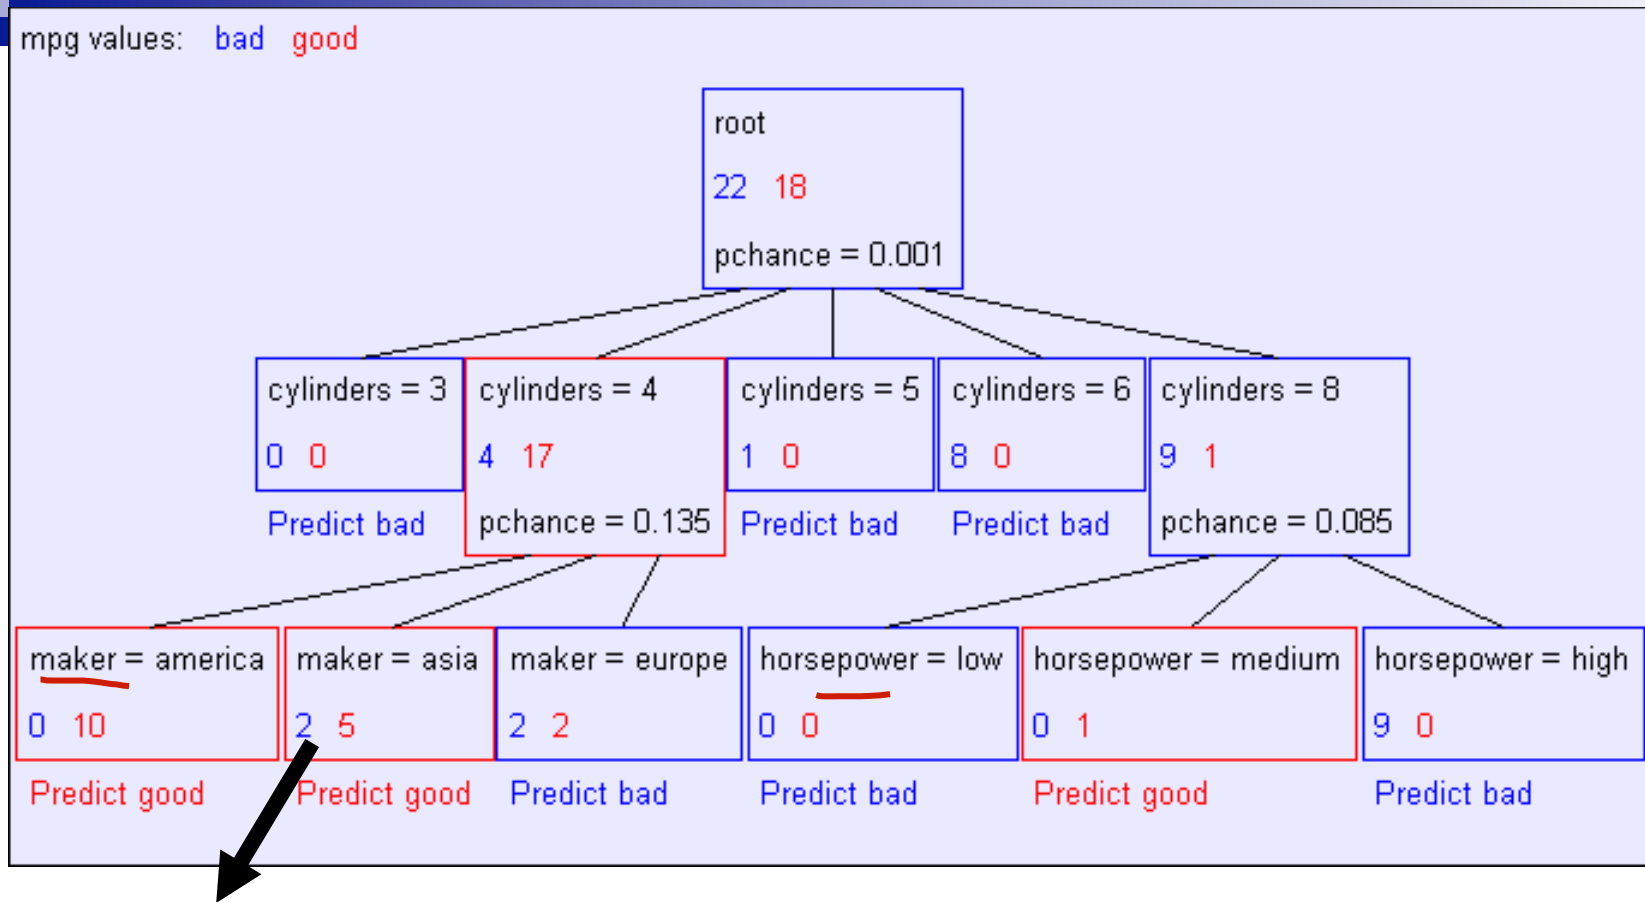 mpg values: bad good
root
22 18
pchance = 0.001
cylinders = 3
0 0
Predict bad
cylinders = 4
4 17
pchance = 0.135
cylinders = 5
1 0
Predict bad
cylinders = 6
8 0
Predict bad
cylinders = 8
9 1
pchance = 0.085
maker = america
0 10
Predict good
maker = asia
2 5
Predict good
maker = europe
2 2
Predict bad
horsepower = low
0 0
Predict bad
horsepower = medium
0 1
Predict good
horsepower = high
9 0
Predict bad